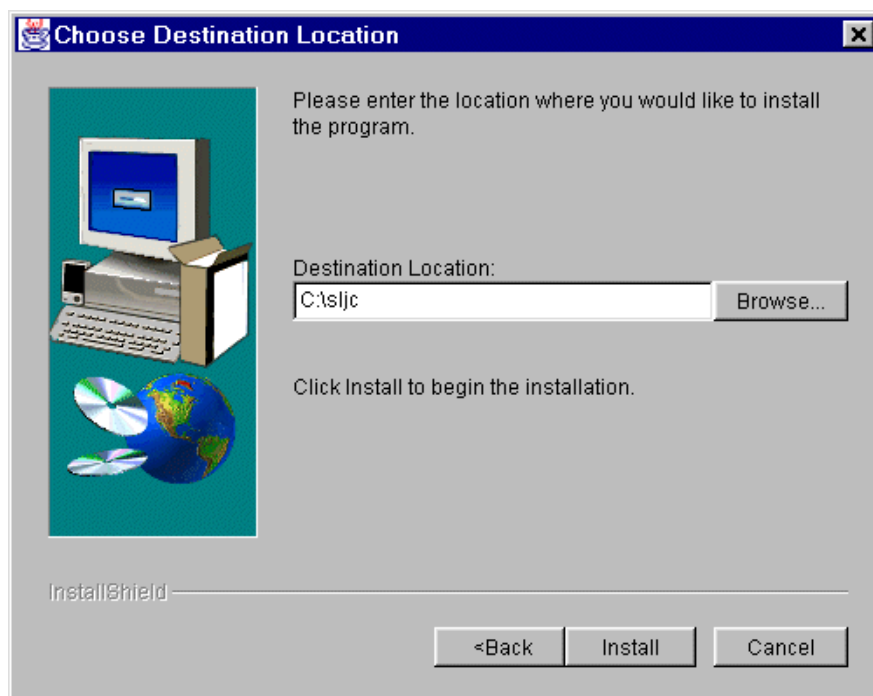 Choose Destination Location
Please enter the location where you would like to install
the program.
Destination Location:
C:\sljc
Browse...
Click Install to begin the installation.
InstallShield
<Back
Install
Cancel